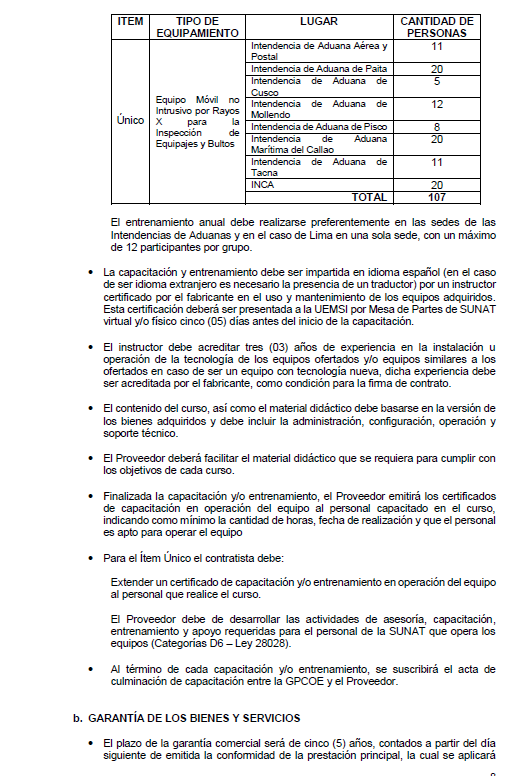 ITEM TIPO DE EQUIPAMIENTO LUGAR CANTIDAD DE PERSONAS
Único
Equipo Móvil no
Intrusivo por Rayos
X para la
Inspección de
Equipajes y Bultos
Intendencia de Aduana Aérea y
Postal 11
Intendencia de Aduana de Paita 20
Intendencia de Aduana de
Cusco 5
Intendencia de Aduana de
Mollendo 12
Intendencia de Aduana de Pisco 8
Intendencia de Aduana
Marítima del Callao 20
Intendencia de Aduana de
Tacna 11
INCA 20
TOTAL 107
El entrenamiento anual debe realizarse preferentemente en las sedes de las
Intendencias de Aduanas y en el caso de Lima en una sola sede, con un máximo
de 12 participantes por grupo.
• La capacitación y entrenamiento debe ser impartida en idioma español (en el caso
de ser idioma extranjero es necesario la presencia de un traductor) por un instructor
certificado por el fabricante en el uso y mantenimiento de los equipos adquiridos.
Esta certificación deberá ser presentada a la UEMSI por Mesa de Partes de SUNAT
virtual y/o físico cinco (05) días antes del inicio de la capacitación.
• El instructor debe acreditar tres (03) años de experiencia en la instalación u
operación de la tecnología de los equipos ofertados y/o equipos similares a los
ofertados en caso de ser un equipo con tecnología nueva, dicha experiencia debe
ser acreditada por el fabricante, como condición para la firma de contrato.
• El contenido del curso, así como el material didáctico debe basarse en la versión de
los bienes adquiridos y debe incluir la administración, configuración, operación y
soporte técnico.
• El Proveedor deberá facilitar el material didáctico que se requiera para cumplir con
los objetivos de cada curso.
• Finalizada la capacitación y/o entrenamiento, el Proveedor emitirá los certificados
de capacitación en operación del equipo al personal capacitado en el curso,
indicando como mínimo la cantidad de horas, fecha de realización y que el personal
es apto para operar el equipo
• Para el Ítem Único el contratista debe:
Extender un certificado de capacitación y/o entrenamiento en operación del equipo
al personal que realice el curso.
El Proveedor debe de desarrollar las actividades de asesoría, capacitación,
entrenamiento y apoyo requeridas para el personal de la SUNAT que opera los
equipos (Categorías D6 – Ley 28028).
• Al término de cada capacitación y/o entrenamiento, se suscribirá el acta de
culminación de capacitación entre la GPCOE y el Proveedor.
b. GARANTÍA DE LOS BIENES Y SERVICIOS
• El plazo de la garantía comercial será de cinco (5) años, contados a partir del día
siguiente de emitida la conformidad de la prestación principal, la cual se aplicará